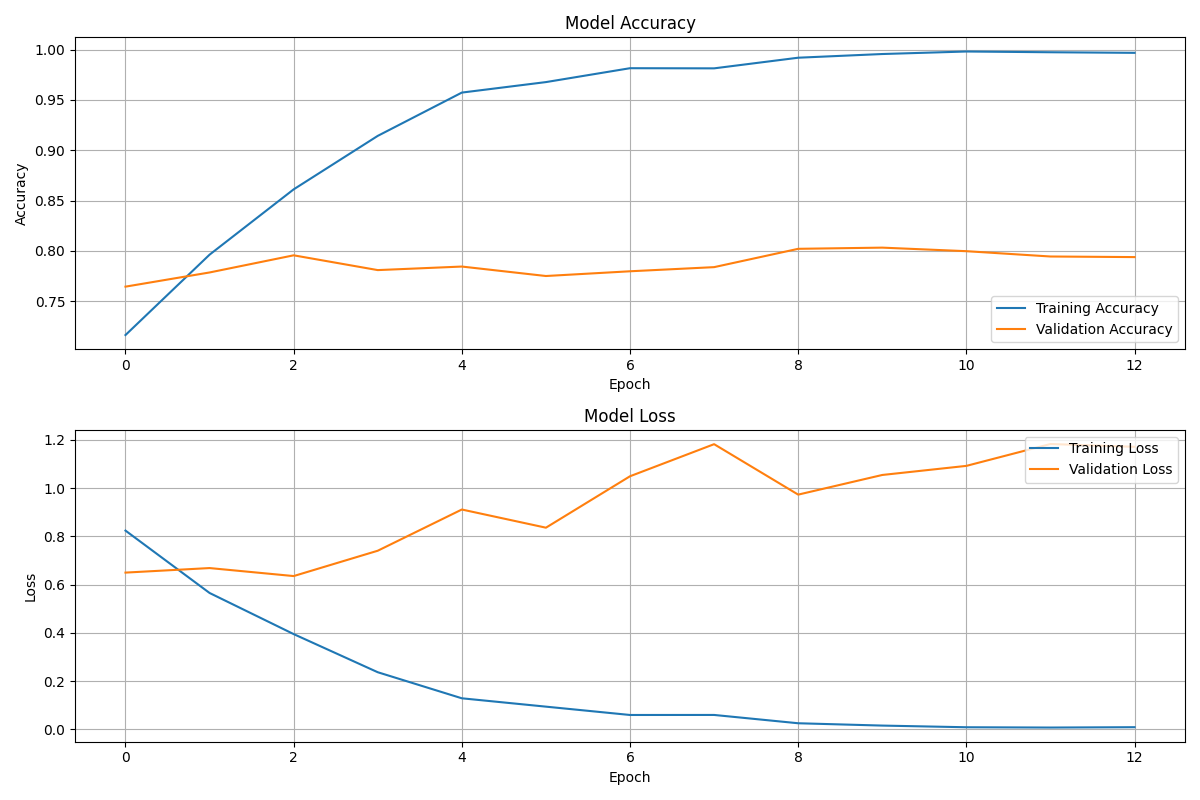 Model Accuracy
1.00
0.95
0.90
0.85
0.80
0.75
Accuracy
Training Accuracy
Validation Accuracy
0 2 4 6 8 10 12
Epoch
Model Loss
1.2
1.0
0.8
0.6
0.4
0.2
0.0
Loss
Training Loss
Validation Loss
0 2 4 6 8 10 12
Epoch